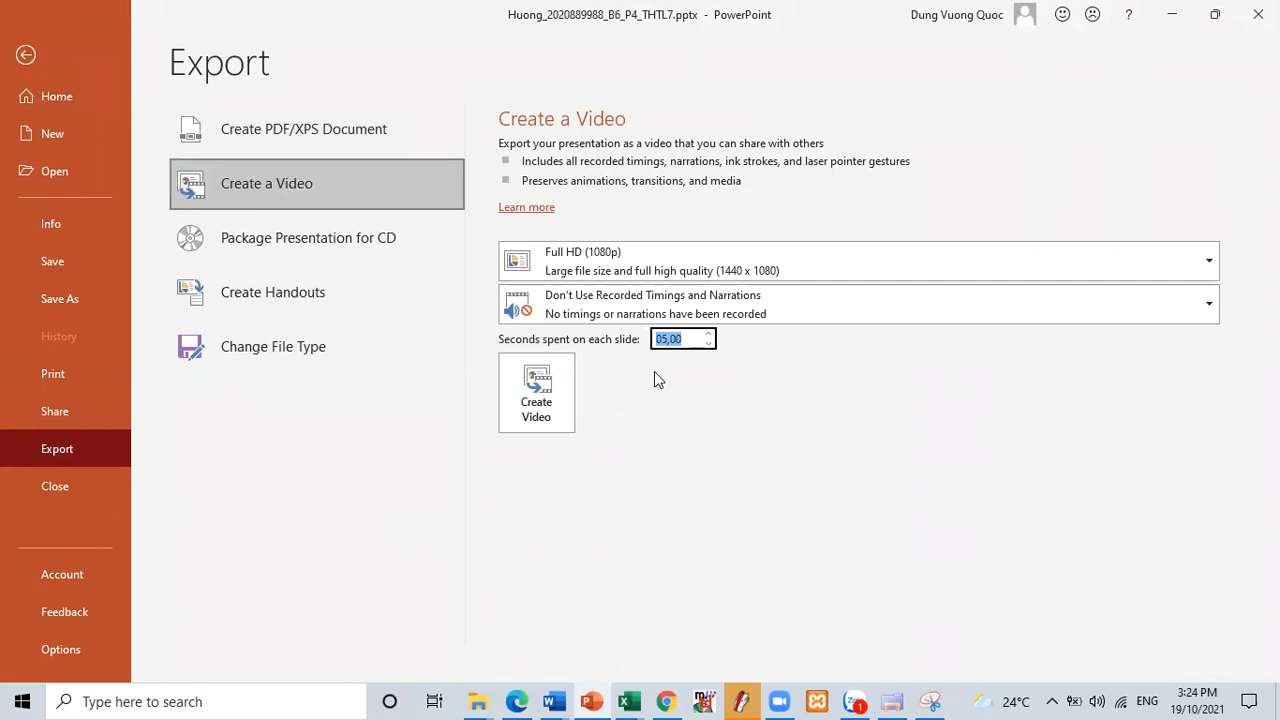 Huong_2020889988_B6_P4_THTL7.pptx - PowerPoint
Dung Vuong Quoc
?
Export
Home
New
Open
Info
Save
Save As
History
Print
Share
Export
Close
Account
Feedback
Options
Create PDF/XPS Document
Create a Video
Package Presentation for CD
Create Handouts
Change File Type
Create a Video
Export your presentation as a video that you can share with others
Includes all recorded timings, narrations, ink strokes, and laser pointer gestures
Preserves animations, transitions, and media
Learn more
Full HD (1080p)
Large file size and full high quality (1440 x 1080)
Don't Use Recorded Timings and Narrations
No timings or narrations have been recorded
Seconds spent on each slide: 05,00
Create
Video
Type here to search
1
24°C
ENG
3:24 PM
19/10/2021